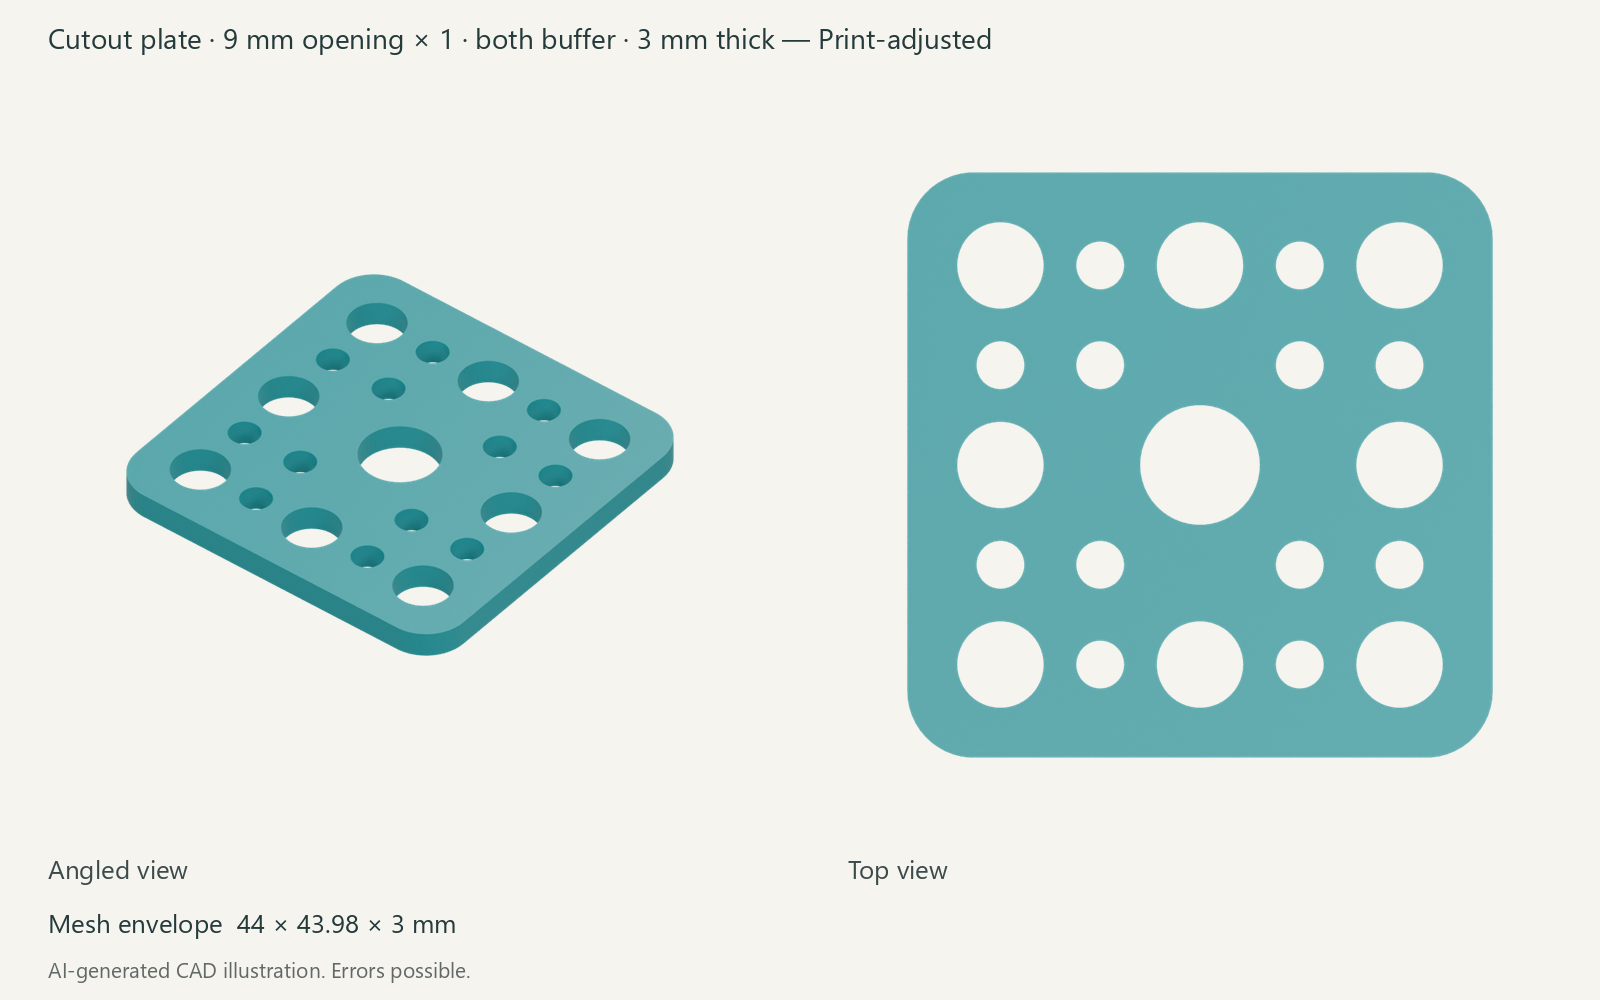 Cutout plate · 9 mm opening × 1 · both buffer · 3 mm thick — Print-adjusted
Angled view
Top view
Mesh envelope  44 × 43.98 × 3 mm
AI-generated CAD illustration. Errors possible.